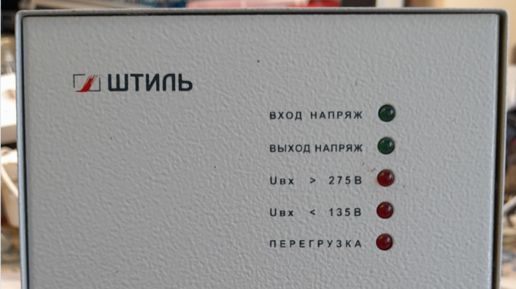 ШТИЛЬ
ВХОД НАПРЯЖ
ВЫХОД НАПРЯЖ
Uвх > 275В
Uвх < 135В
ПЕРЕГРУЗКА